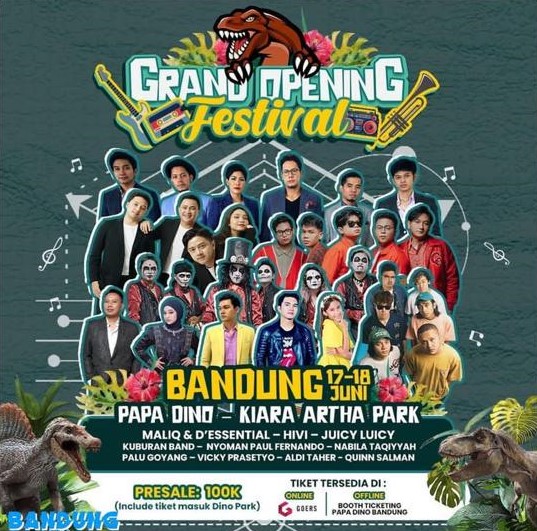 GRAND OPENING
Festival
BANDUNG 17-18 JUNI
PAPA DINO - KIARA ARTHA PARK
MALIQ & D'ESSENTIAL – HIVI – JUICY LUICY
KUBURAN BAND – NYOMAN PAUL FERNANDO – NABILA TAQIYYAH
PALU GOYANG – VICKY PRASETYO – ALDI TAHER – QUINN SALMAN
PRESALE: 100K
(Include tiket masuk Dino Park)
TIKET TERSEDIA DI :
ONLINE
GOERS
OFFLINE
BOOTH TICKETING
PAPA DINO BANDUNG
BANDUNG